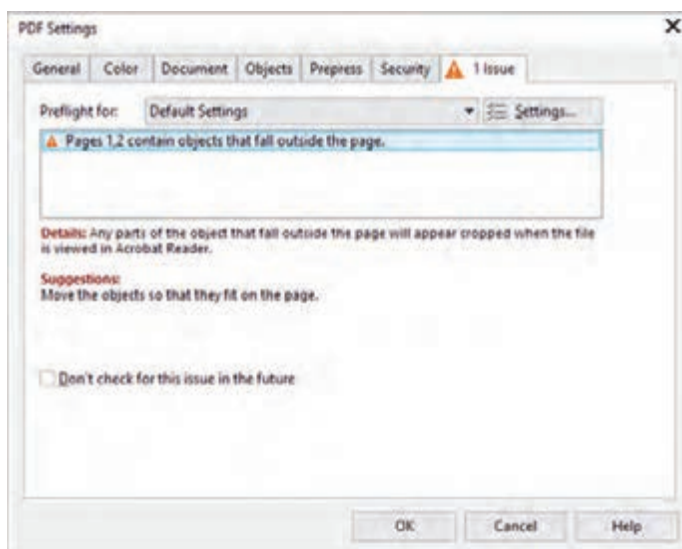 PDF Settings
General Color Document Objects Prepress Security 1 Issue
Preflight for: Default Settings Settings...
Pages 1,2 contain objects that fall outside the page.
Details: Any parts of the object that fall outside the page will appear cropped when the file
is viewed in Acrobat Reader.
Suggestions:
Move the objects so that they fit on the page.
Don't check for this issue in the future
OK Cancel Help